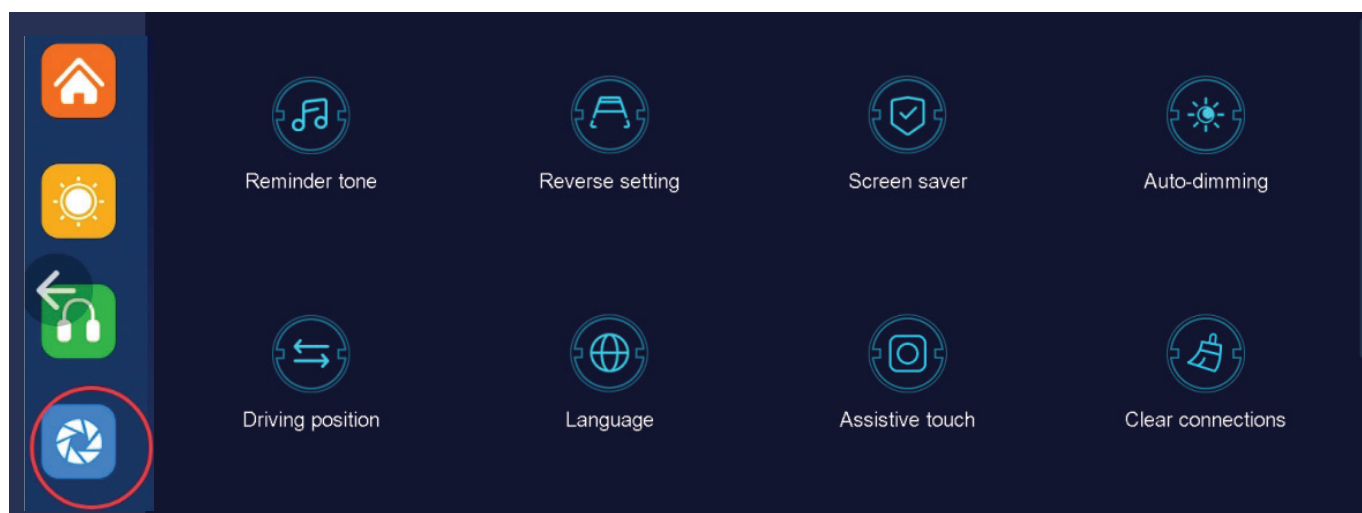 Reminder tone
Reverse setting
Screen saver
Auto-dimming
Driving position
Language
Assistive touch
Clear connections